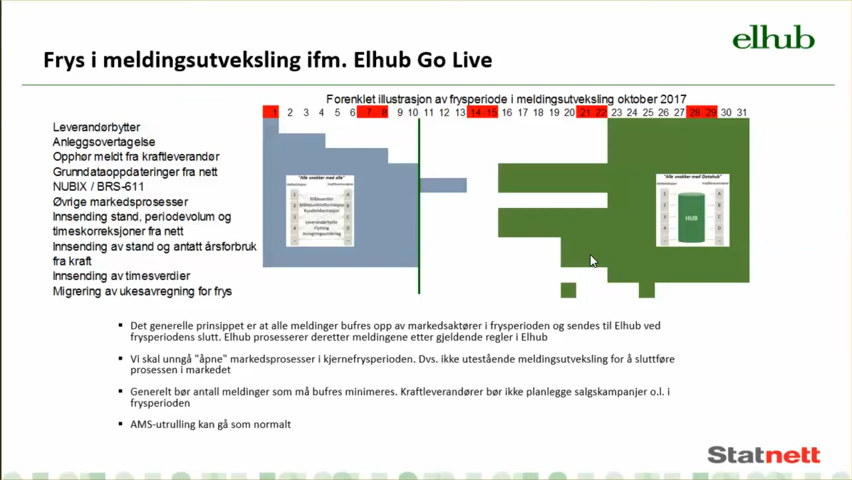 elhub
Frys i meldingsutveksling ifm. Elhub Go Live
Forenklet illustrasjon av frysperiode i meldingsutveksling oktober 2017
1 2 3 4 5 6 7 8 9 10 11 12 13 14 15 16 17 18 19 20 21 22 23 24 25 26 27 28 29 30 31
Leverandørbytter
Anleggsovertagelse
Opphør meldt fra kraftleverandør
Grunndataoppdateringer fra nett
NUBIX / BRS-611
Øvrige markedsprosesser
Innsending stand, periodevolum og
timeskorreksjoner fra nett
Innsending av stand og antatt årsforbruk
fra kraft
Innsending av timesverdier
Migrering av ukesavregning for frys
"Alle snakker med alle"
Måleverdier
Kundeinformasjon
Leverandørbytte
Flytting
"Alle snakker med Datahub"
HUB
Det generelle prinsippet er at alle meldinger bufres opp av markedsaktører i frysperioden og sendes til Elhub ved
frysperiodens slutt. Elhub prosesserer deretter meldingene etter gjeldende regler i Elhub
Vi skal unngå "åpne" markedsprosesser i kjernefrysperioden. Dvs. ikke utestående meldingsutveksling for å sluttføre
prosessen i markedet
Generelt bør antall meldinger som må bufres minimeres. Kraftleverandører bør ikke planlegge salgskampanjer o.l. i
frysperioden
AMS-utrulling kan gå som normalt
Statnett